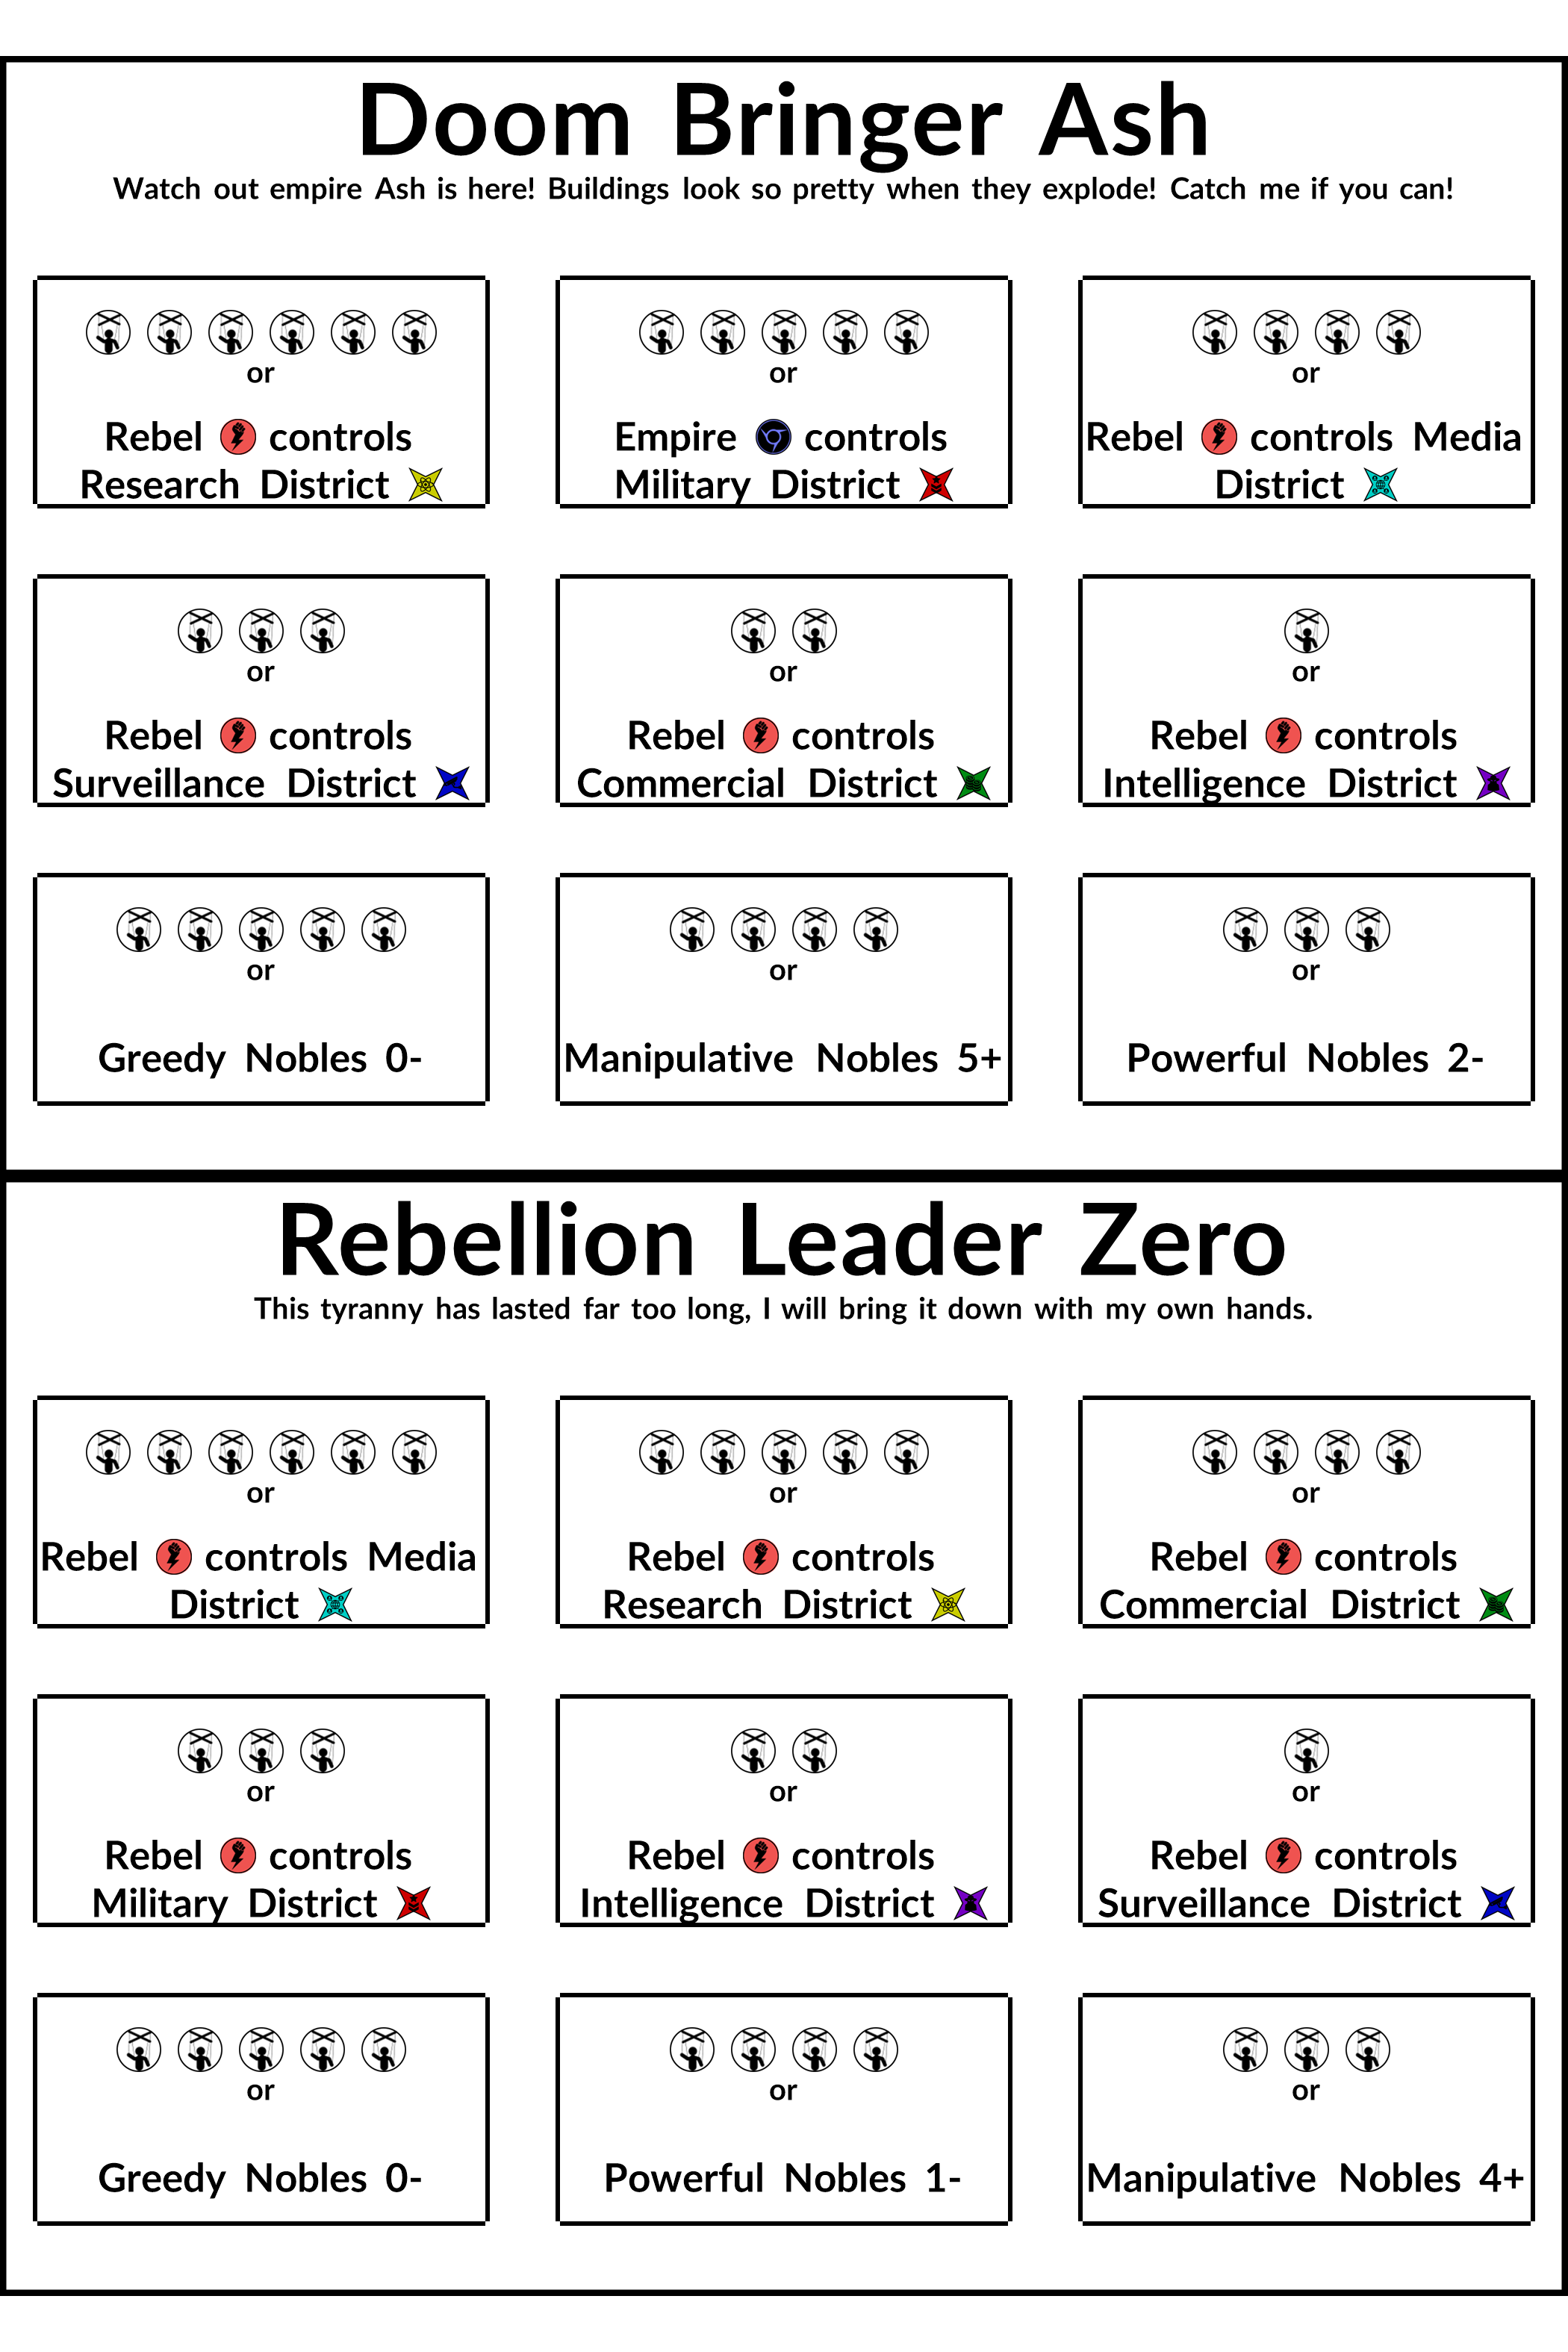 Doom Bringer Ash
Watch out empire Ash is here! Buildings look so pretty when they explode! Catch me if you can!
or
Rebel controls
Research District
or
Empire controls
Military District
or
Rebel controls Media
District
or
Rebel controls
Surveillance District
or
Rebel controls
Commercial District
or
Rebel controls
Intelligence District
or
Greedy Nobles 0-
or
Manipulative Nobles 5+
or
Powerful Nobles 2-
Rebellion Leader Zero
This tyranny has lasted far too long, I will bring it down with my own hands.
or
Rebel controls Media
District
or
Rebel controls
Research District
or
Rebel controls
Commercial District
or
Rebel controls
Military District
or
Rebel controls
Intelligence District
or
Rebel controls
Surveillance District
or
Greedy Nobles 0-
or
Powerful Nobles 1-
or
Manipulative Nobles 4+